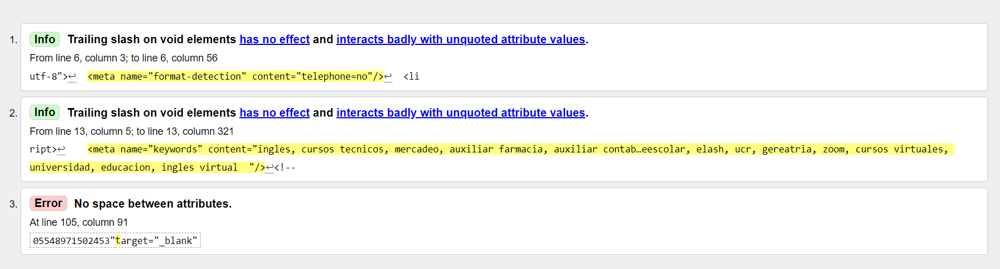 1. Info Trailing slash on void elements has no effect and interacts badly with unquoted attribute values.
From line 6, column 3; to line 6, column 56
utf-8">↩  <meta name="format-detection" content="telephone=no"/>↩  <li
2. Info Trailing slash on void elements has no effect and interacts badly with unquoted attribute values.
From line 13, column 5; to line 13, column 321
ript>↩    <meta name="keywords" content="ingles, cursos tecnicos, mercadeo, auxiliar farmacia, auxiliar contab…eescolar, elash, ucr, gereatria, zoom, cursos virtuales,
universidad, educacion, ingles virtual  "/>↩<!--
3. Error No space between attributes.
At line 105, column 91
05548971502453"target="_blank"